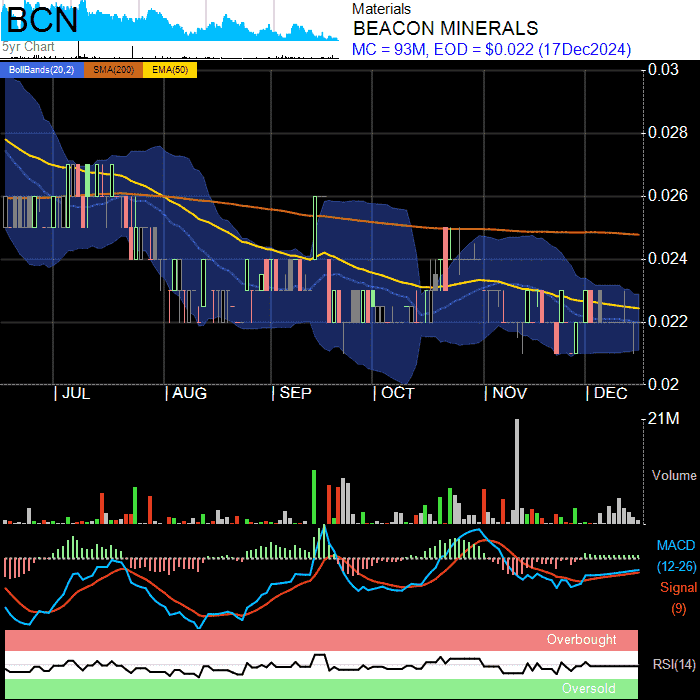 BCN
5yr Chart
Materials
BEACON MINERALS
MC = 93M, EOD = $0.022 (17Dec2024)
BollBands(20,2) SMA(200) EMA(50)
0.03
0.028
0.026
0.024
0.022
0.02
JUL AUG SEP OCT NOV DEC
21M
Volume
MACD
(12-26)
Signal
(9)
Overbought
RSI(14)
Oversold